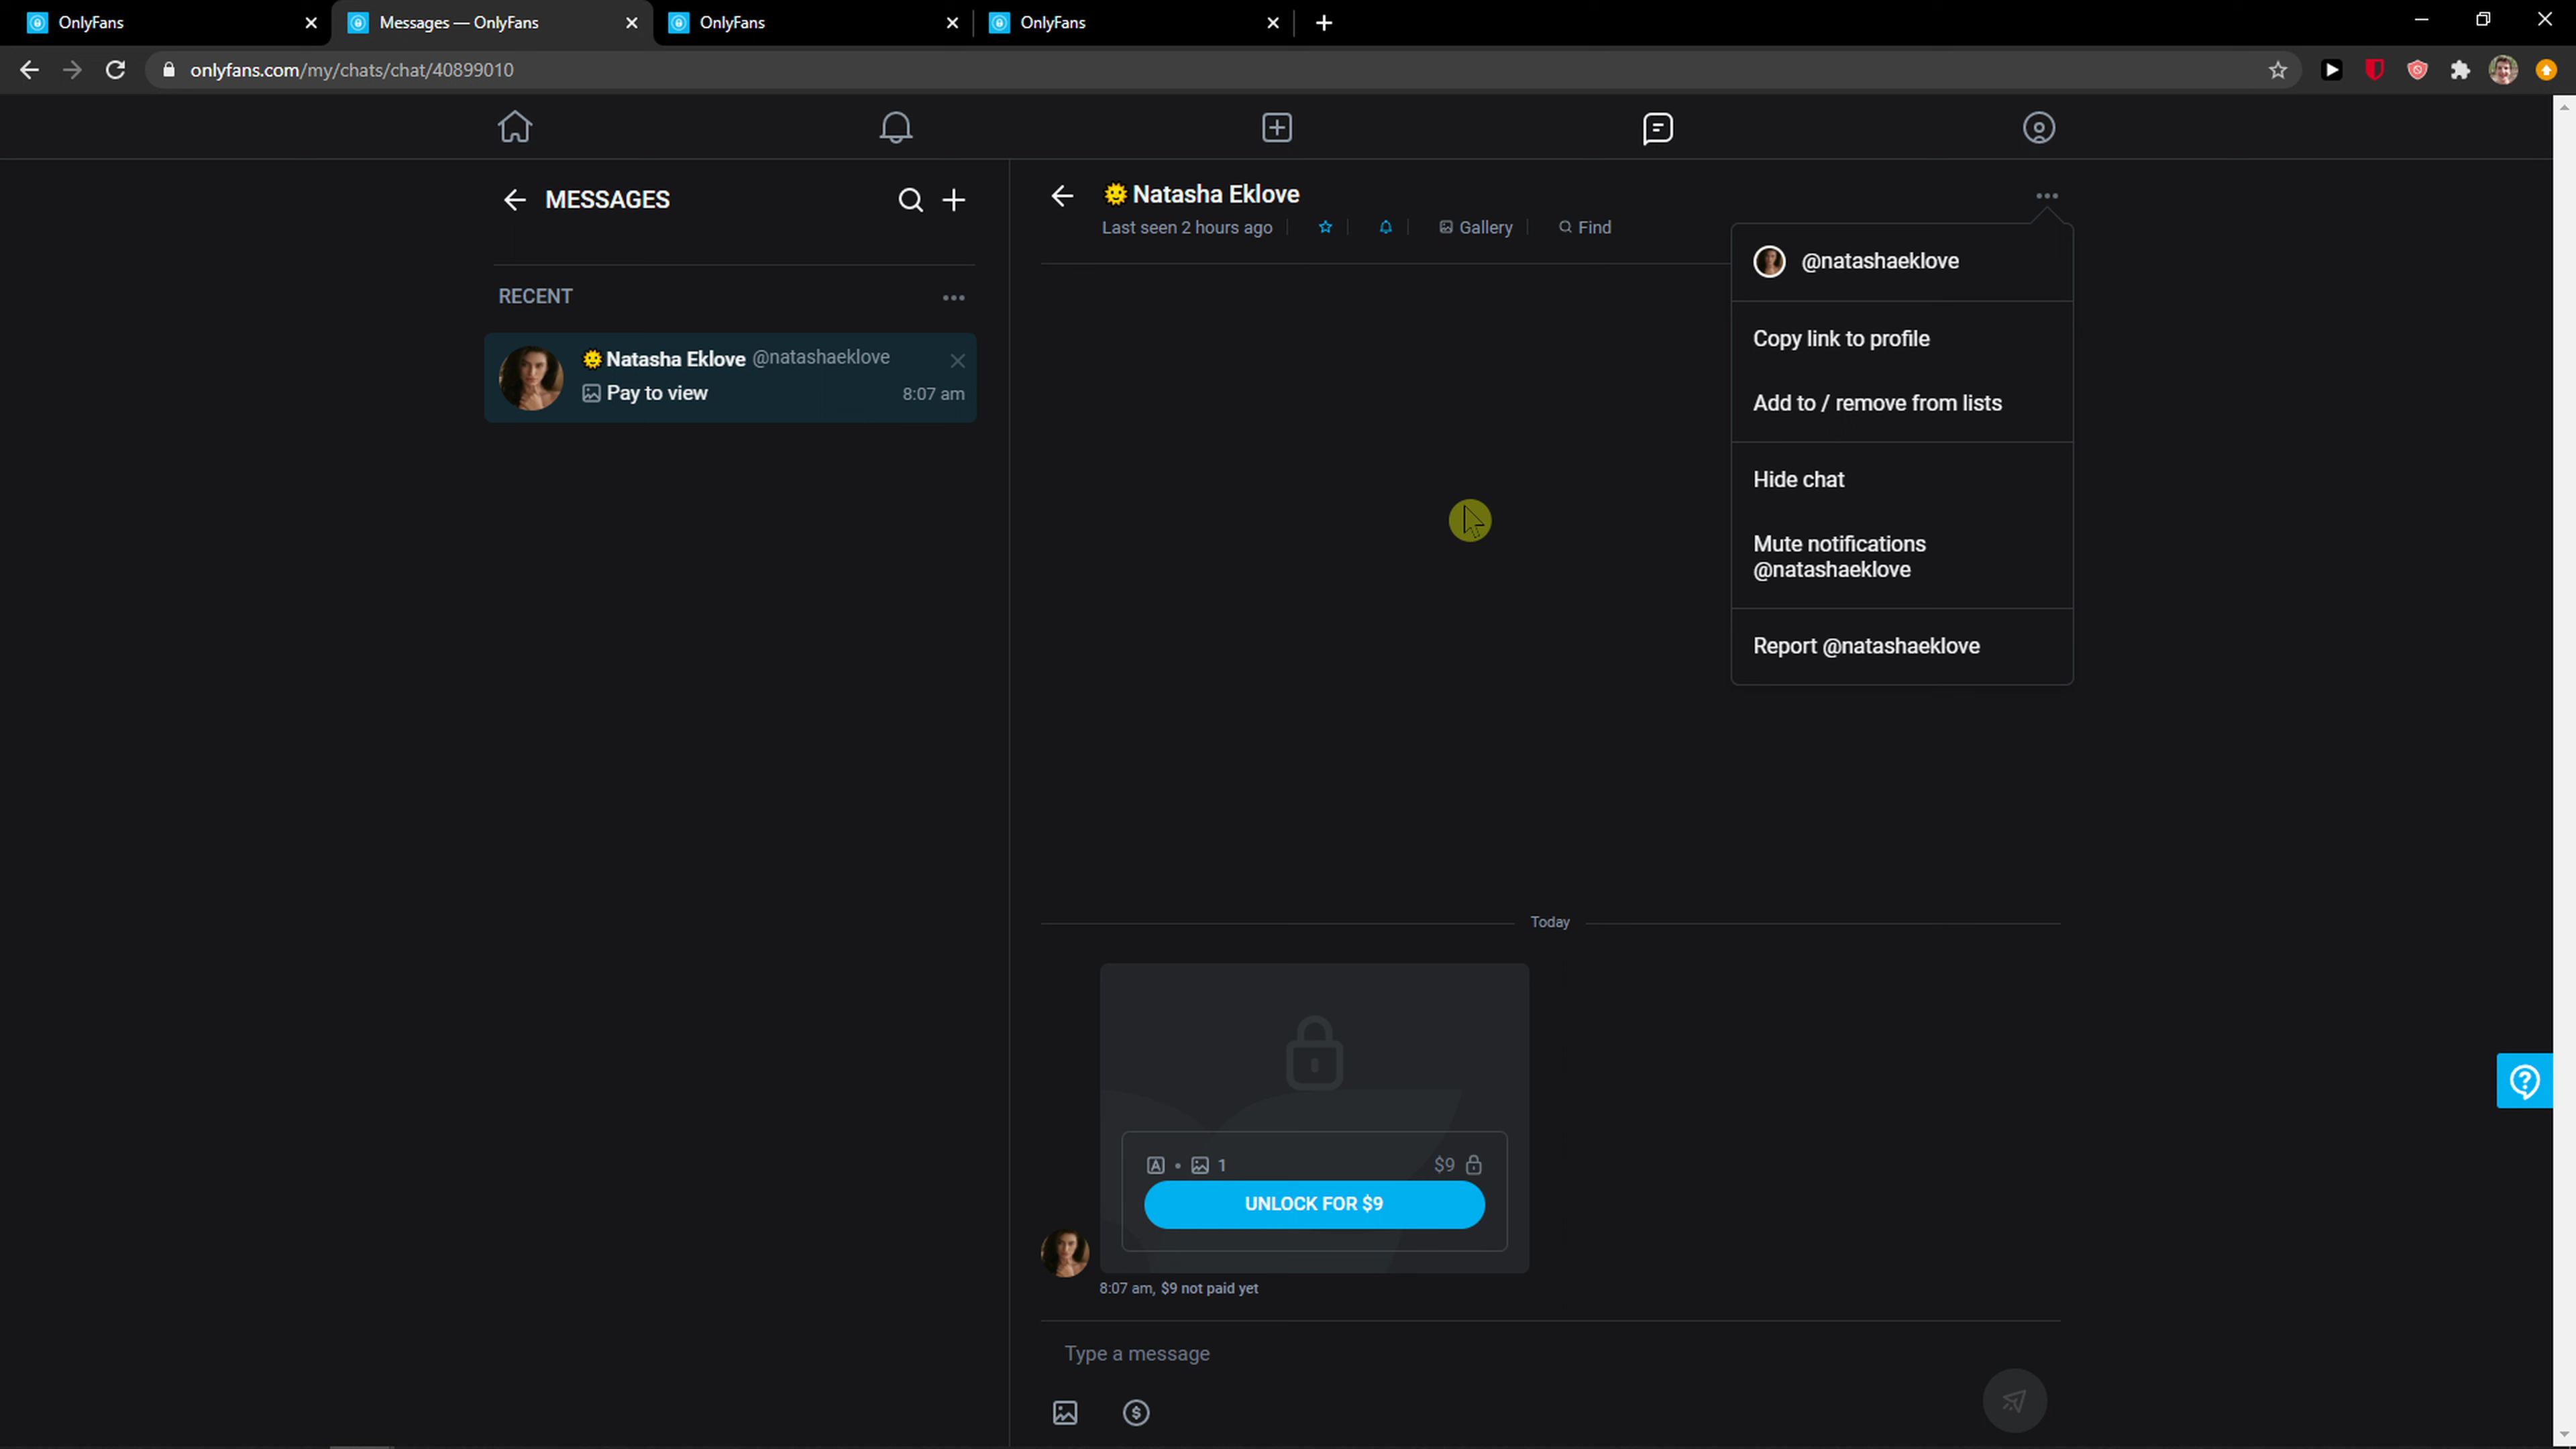 OnlyFans
Messages — OnlyFans
OnlyFans
OnlyFans
onlyfans.com/my/chats/chat/40899010
MESSAGES
RECENT
Natasha Eklove @natashaeklove
Pay to view
8:07 am
Natasha Eklove
Last seen 2 hours ago
Gallery
Find
@natashaeklove
Copy link to profile
Add to / remove from lists
Hide chat
Mute notifications
@natashaeklove
Report @natashaeklove
Today
A • 1 $9
UNLOCK FOR $9
8:07 am, $9 not paid yet
Type a message